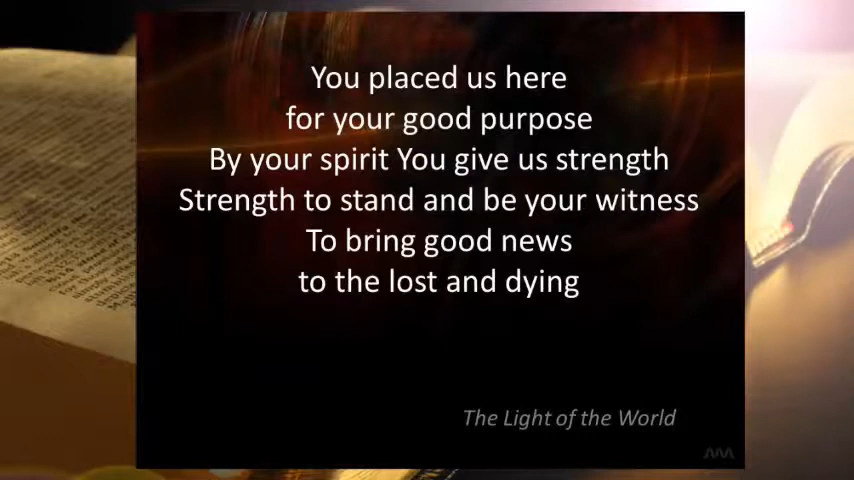 You placed us here
for your good purpose
By your spirit You give us strength
Strength to stand and be your witness
To bring good news
to the lost and dying
The Light of the World